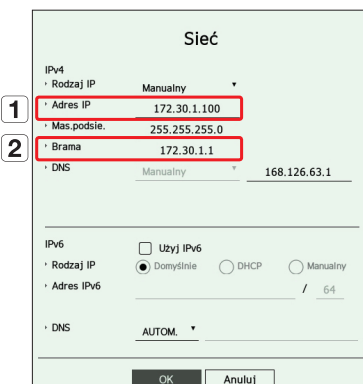 Sieć
IPv4
Rodzaj IP Manualny
1 Adres IP 172.30.1.100
Mas.podsie. 255.255.255.0
2 Brama 172.30.1.1
DNS Manualny 168.126.63.1
IPv6 Użyj IPv6
Rodzaj IP Domyślnie DHCP Manualny
Adres IPv6 / 64
DNS AUTOM.
OK Anuluj